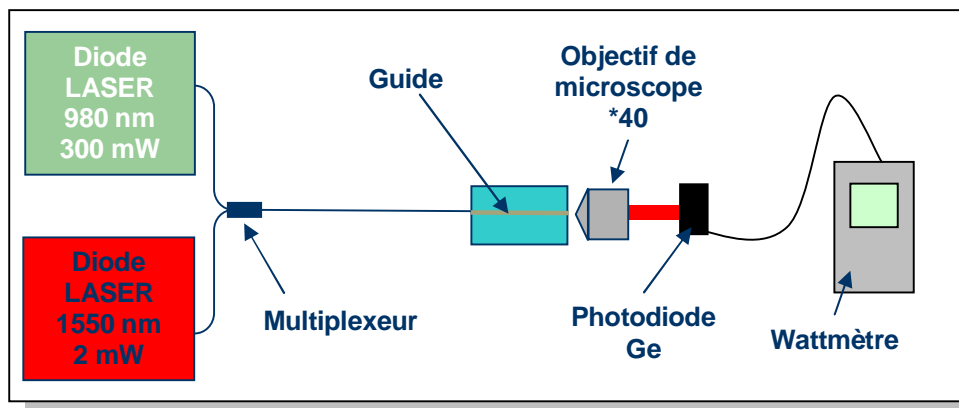 Diode
LASER
980 nm
300 mW
Guide
Objectif de
microscope
*40
Diode
LASER
1550 nm
2 mW
Multiplexeur
Photodiode
Ge
Wattmètre